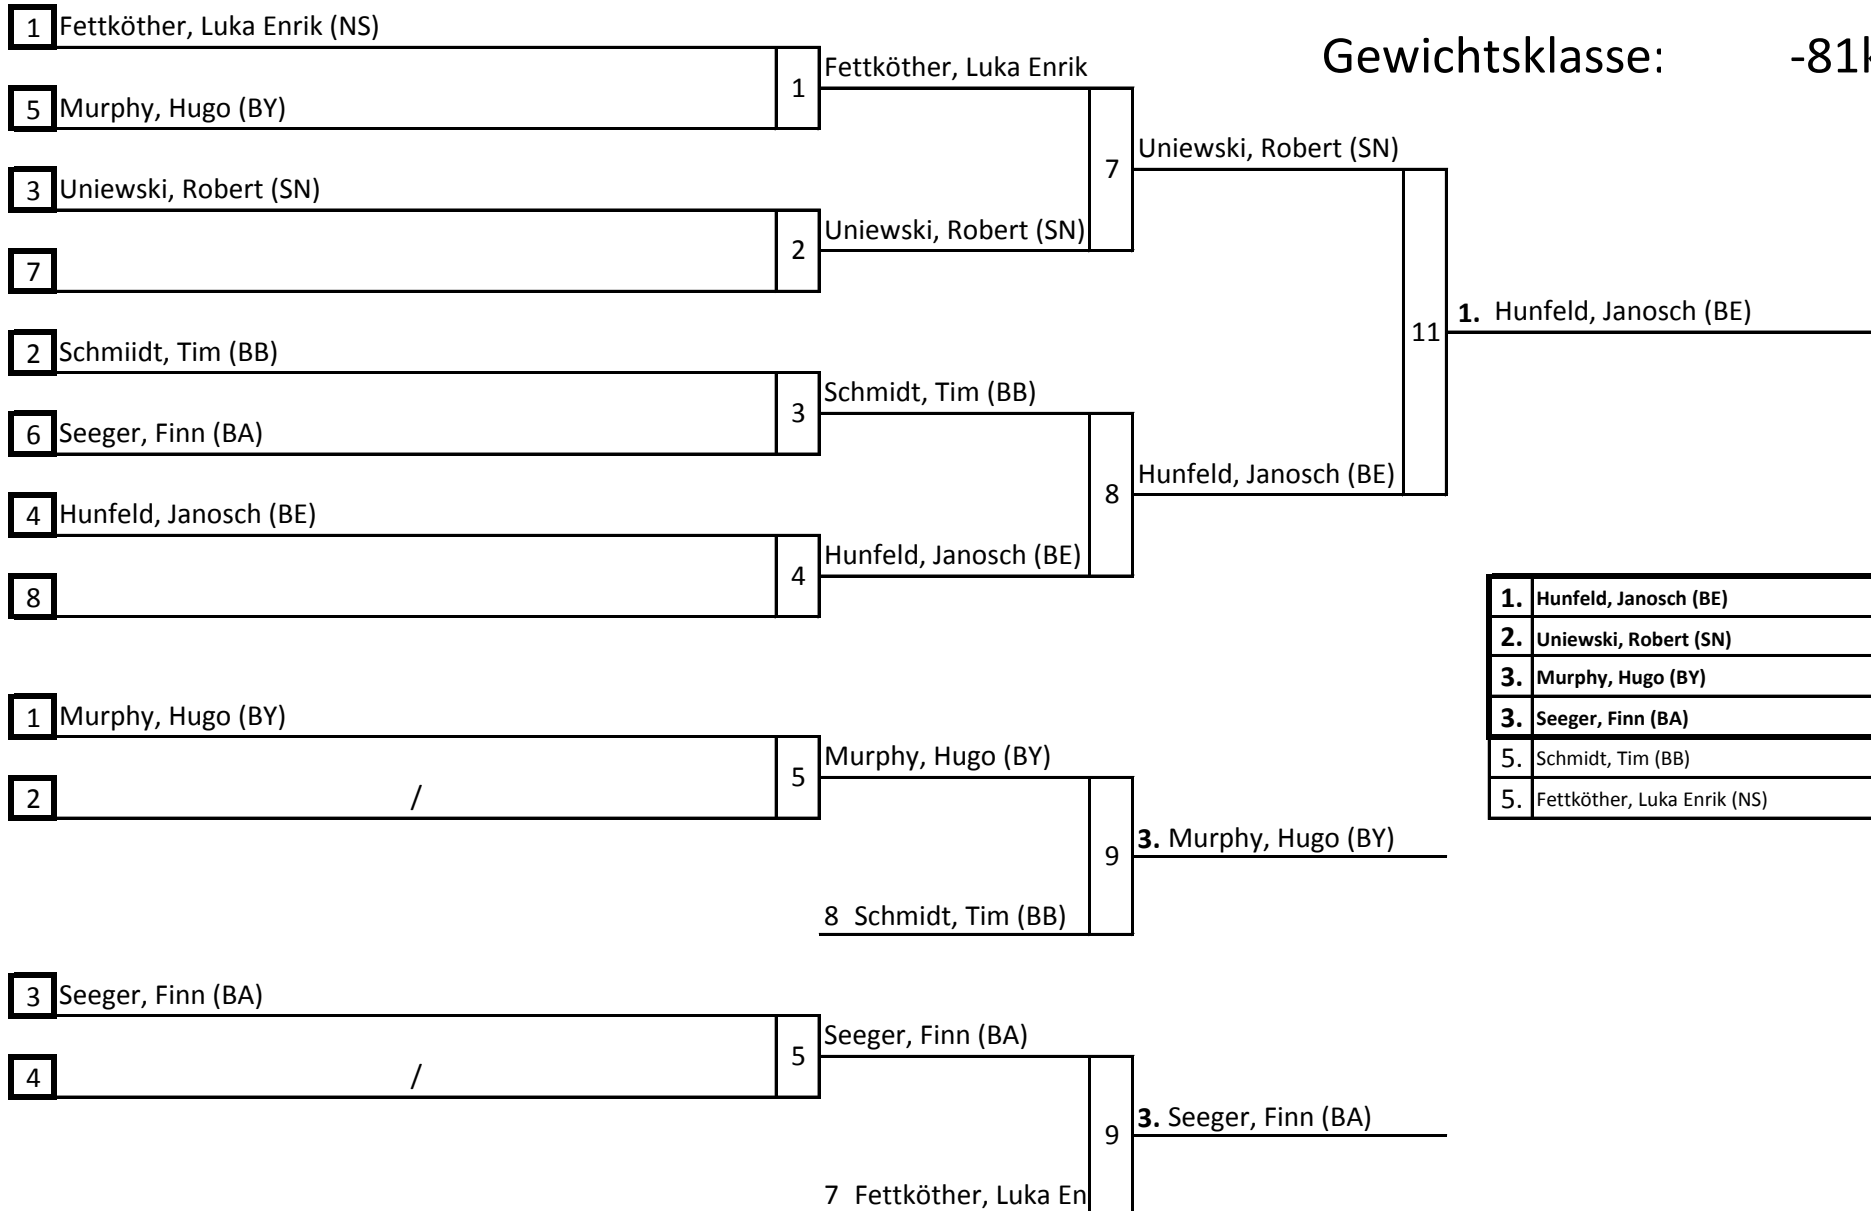 1 Fettköther, Luka Enrik (NS)
Gewichtsklasse: -81k
Fettköther, Luka Enrik
1
5 Murphy, Hugo (BY)
Uniewski, Robert (SN)
7
3 Uniewski, Robert (SN)
Uniewski, Robert (SN)
2
7
1. Hunfeld, Janosch (BE)
11
2 Schmiidt, Tim (BB)
Schmidt, Tim (BB)
3
6 Seeger, Finn (BA)
Hunfeld, Janosch (BE)
8
4 Hunfeld, Janosch (BE)
Hunfeld, Janosch (BE)
4
8
1. Hunfeld, Janosch (BE)
2. Uniewski, Robert (SN)
3. Murphy, Hugo (BY)
3. Seeger, Finn (BA)
5. Schmidt, Tim (BB)
5. Fettköther, Luka Enrik (NS)
1 Murphy, Hugo (BY)
Murphy, Hugo (BY)
5
2 /
3. Murphy, Hugo (BY)
9
8 Schmidt, Tim (BB)
3 Seeger, Finn (BA)
Seeger, Finn (BA)
5
4 /
3. Seeger, Finn (BA)
9
7 Fettköther, Luka En